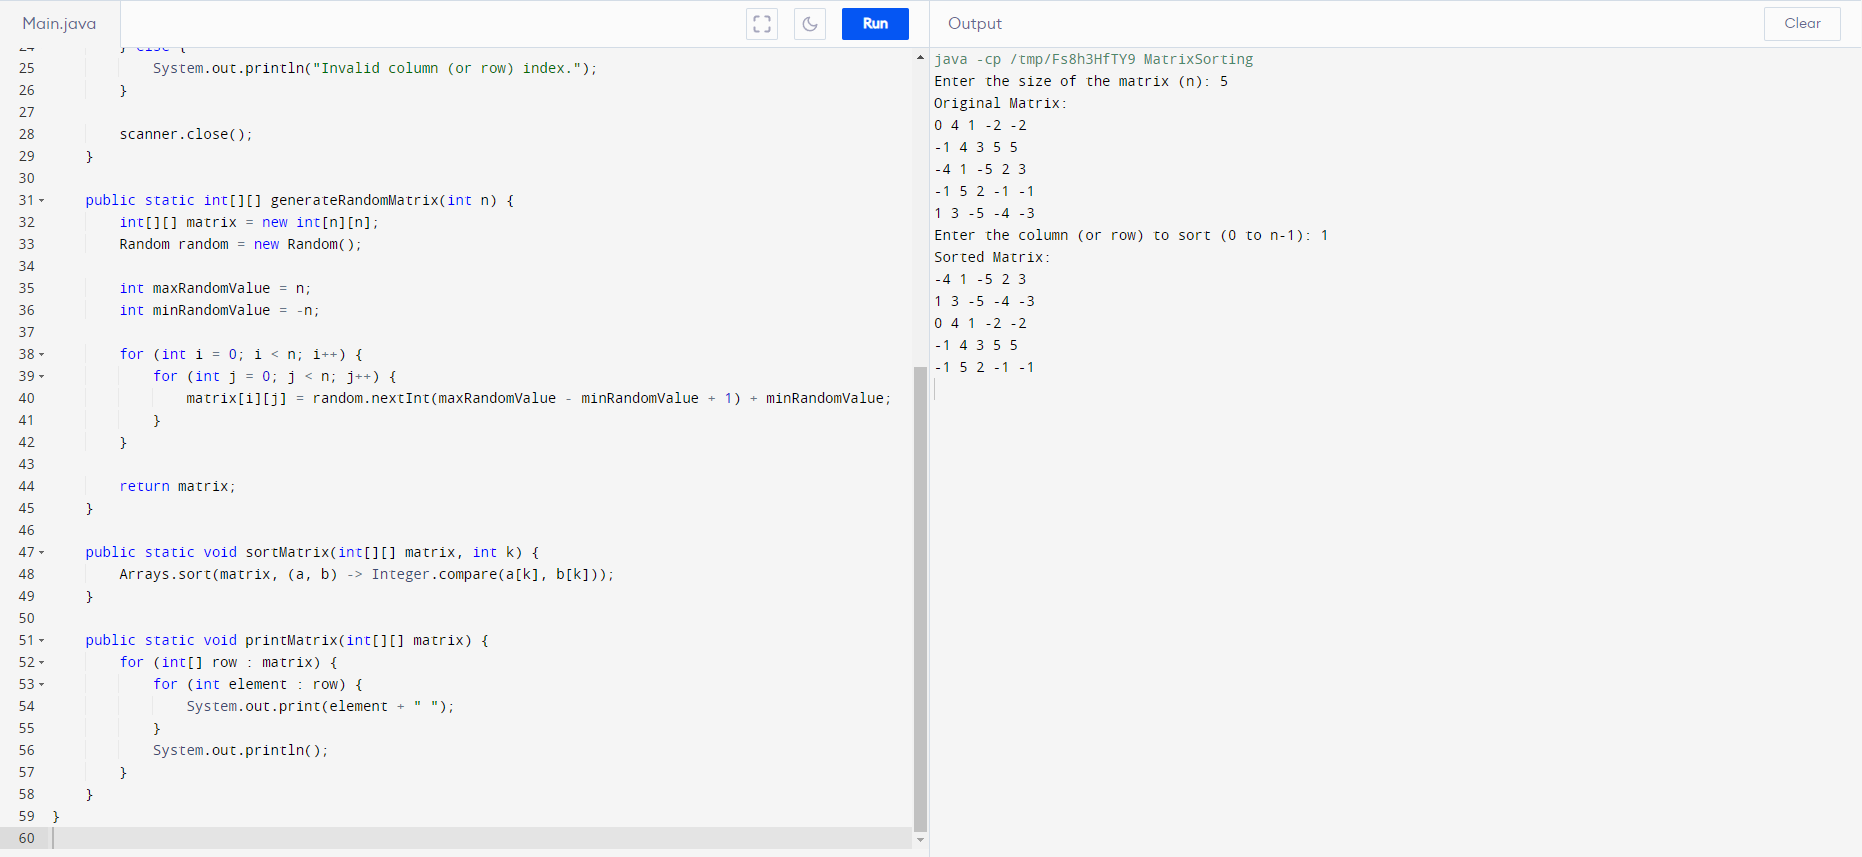 Main.java
Run
24 } else {
25 System.out.println("Invalid column (or row) index.");
26 }
27
28 scanner.close();
29 }
30
31 public static int[][] generateRandomMatrix(int n) {
32 int[][] matrix = new int[n][n];
33 Random random = new Random();
34
35 int maxRandomValue = n;
36 int minRandomValue = -n;
37
38 for (int i = 0; i < n; i++) {
39 for (int j = 0; j < n; j++) {
40 matrix[i][j] = random.nextInt(maxRandomValue - minRandomValue + 1) + minRandomValue;
41 }
42 }
43
44 return matrix;
45 }
46
47 public static void sortMatrix(int[][] matrix, int k) {
48 Arrays.sort(matrix, (a, b) -> Integer.compare(a[k], b[k]));
49 }
50
51 public static void printMatrix(int[][] matrix) {
52 for (int[] row : matrix) {
53 for (int element : row) {
54 System.out.print(element + " ");
55 }
56 System.out.println();
57 }
58 }
59 }
60
Output
Clear
java -cp /tmp/Fs8h3HfTY9 MatrixSorting
Enter the size of the matrix (n): 5
Original Matrix:
0 4 1 -2 -2
-1 4 3 5 5
-4 1 -5 2 3
-1 5 2 -1 -1
1 3 -5 -4 -3
Enter the column (or row) to sort (0 to n-1): 1
Sorted Matrix:
-4 1 -5 2 3
1 3 -5 -4 -3
0 4 1 -2 -2
-1 4 3 5 5
-1 5 2 -1 -1